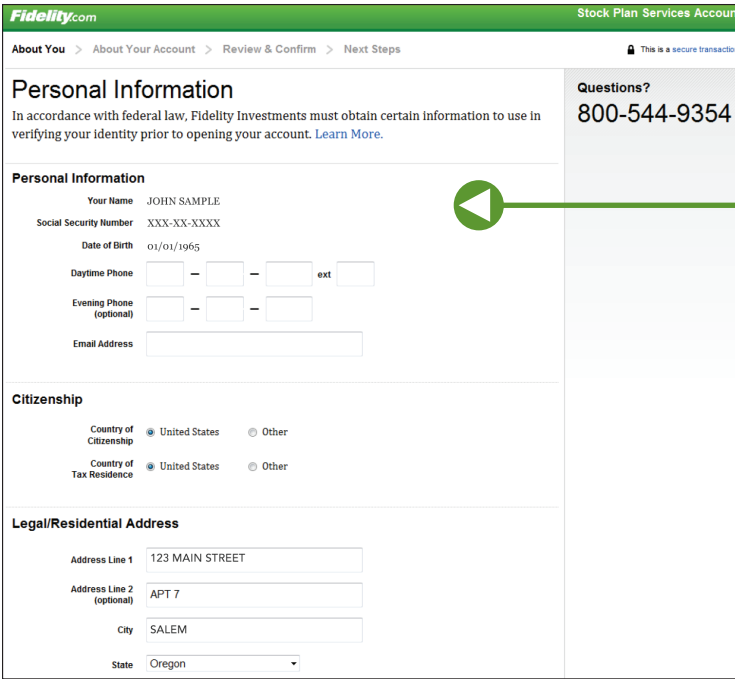 Fidelity.com
Stock Plan Services Accoun
About You > About Your Account > Review & Confirm > Next Steps
This is a secure transaction
Personal Information
In accordance with federal law, Fidelity Investments must obtain certain information to use in
verifying your identity prior to opening your account. Learn More.
Questions?
800-544-9354
Personal Information
Your Name JOHN SAMPLE
Social Security Number XXX-XX-XXXX
Date of Birth 01/01/1965
Daytime Phone – – ext
Evening Phone
(optional) – –
Email Address
Citizenship
Country of
Citizenship United States Other
Country of
Tax Residence United States Other
Legal/Residential Address
Address Line 1 123 MAIN STREET
Address Line 2
(optional) APT 7
City SALEM
State Oregon